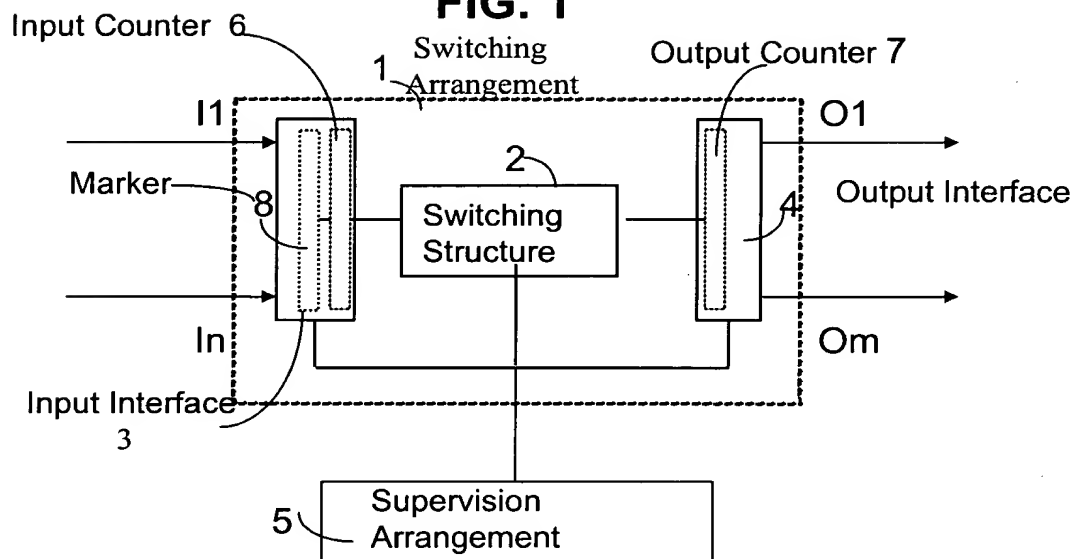 FIG. 1
Input Counter 6
Switching
Arrangement
1
Output Counter 7
I1
O1
Marker
8
2
Switching
Structure
4
Output Interface
In
Om
Input Interface
3
5
Supervision
Arrangement